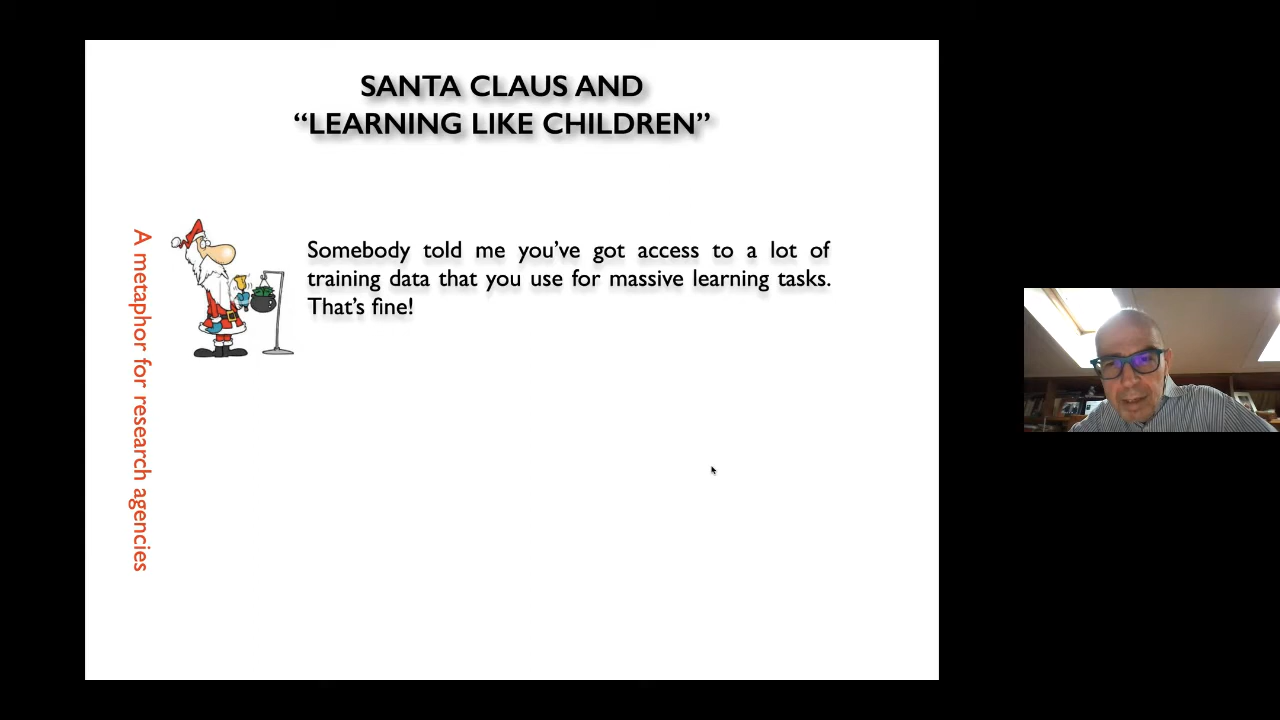 SANTA CLAUS AND
“LEARNING LIKE CHILDREN”
A metaphor for research agencies
Somebody told me you’ve got access to a lot of
training data that you use for massive learning tasks.
That’s fine!